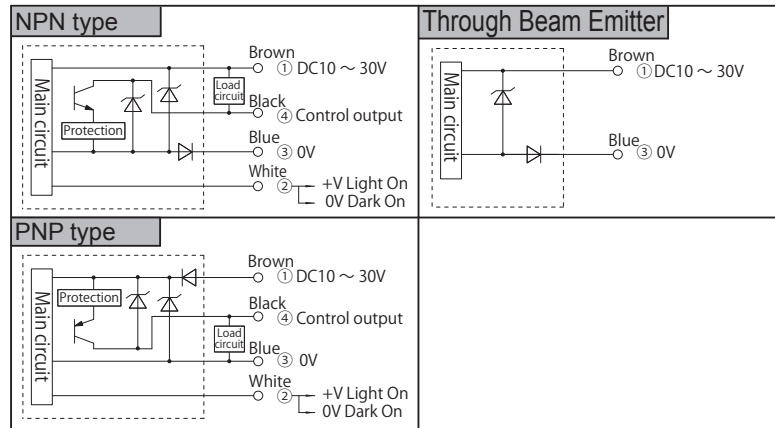 NPN type
Main circuit
Protection
Load
circuit
Brown
① DC10 ～ 30V
Black
④ Control output
Blue
③ 0V
White
② +V Light On
0V Dark On
Through Beam Emitter
Main circuit
Brown
① DC10 ～ 30V
Blue
③ 0V
PNP type
Main circuit
Protection
Load
circuit
Brown
① DC10 ～ 30V
Black
④ Control output
Blue
③ 0V
White
② +V Light On
0V Dark On